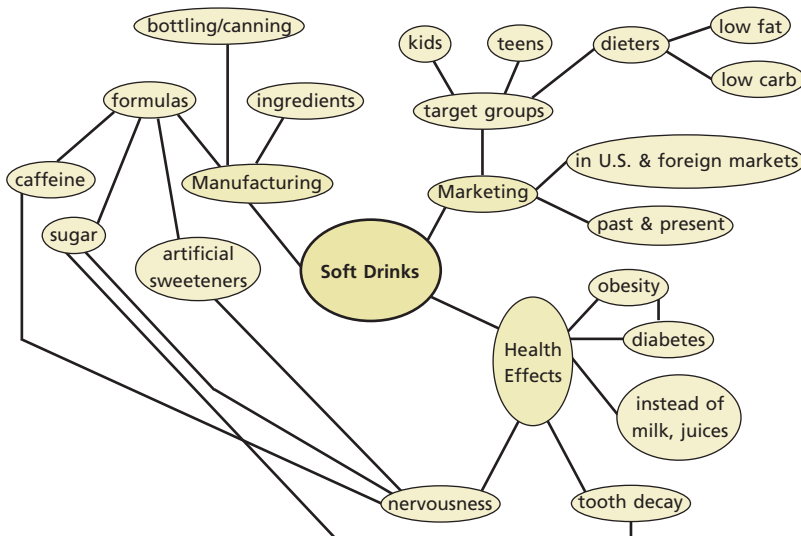 bottling/canning
kids
teens
dieters
low fat
low carb
formulas
ingredients
target groups
caffeine
Manufacturing
Marketing
in U.S. & foreign markets
past & present
sugar
artificial
sweeteners
Soft Drinks
obesity
diabetes
Health
Effects
instead of
milk, juices
nervousness
tooth decay